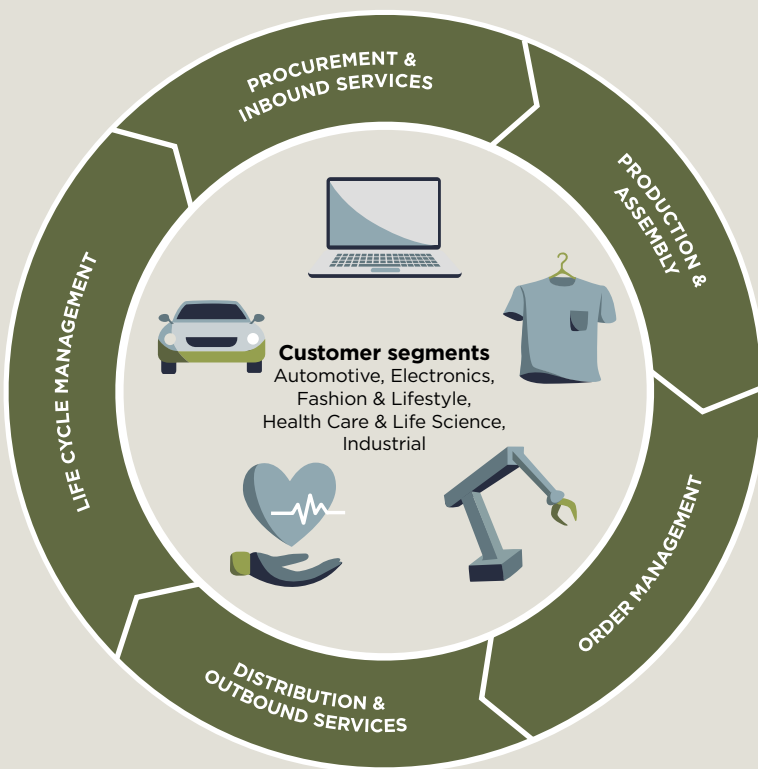 PROCUREMENT &
INBOUND SERVICES
PRODUCTION &
ASSEMBLY
ORDER MANAGEMENT
DISTRIBUTION &
OUTBOUND SERVICES
LIFE CYCLE MANAGEMENT
Customer segments
Automotive, Electronics,
Fashion & Lifestyle,
Health Care & Life Science,
Industrial